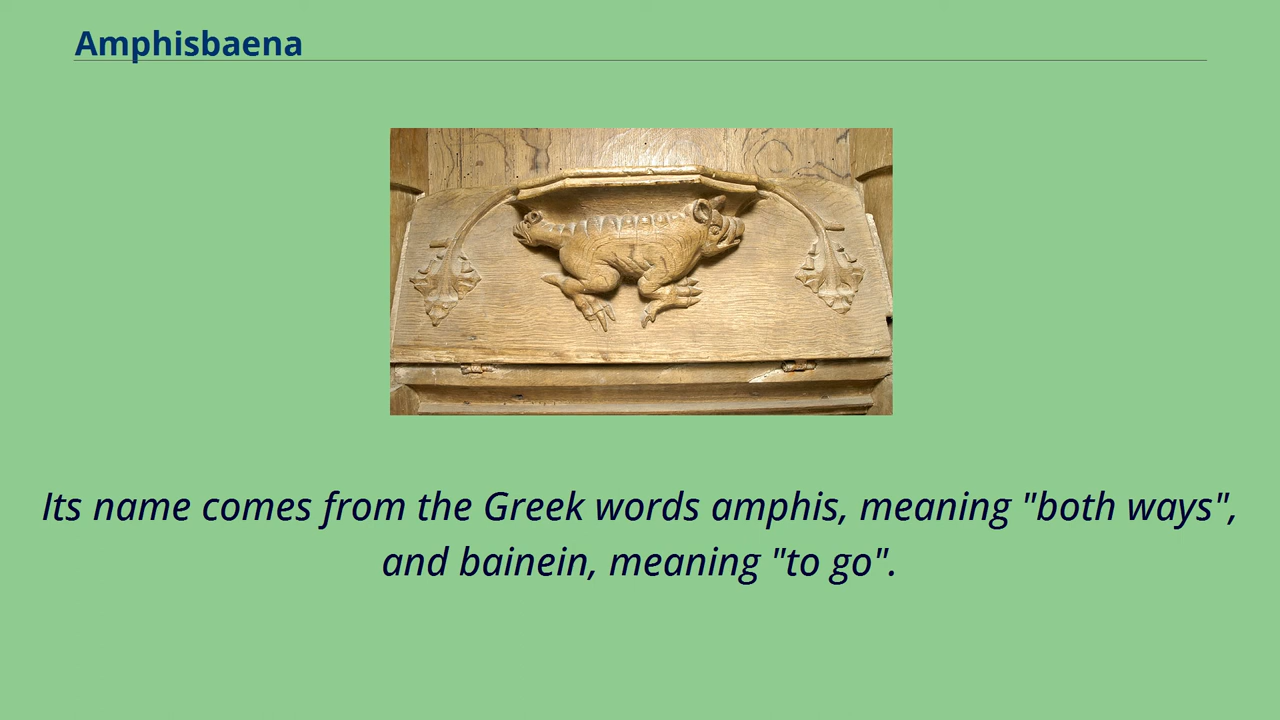 Amphisbaena
Its name comes from the Greek words amphis, meaning "both ways",
and bainein, meaning "to go".